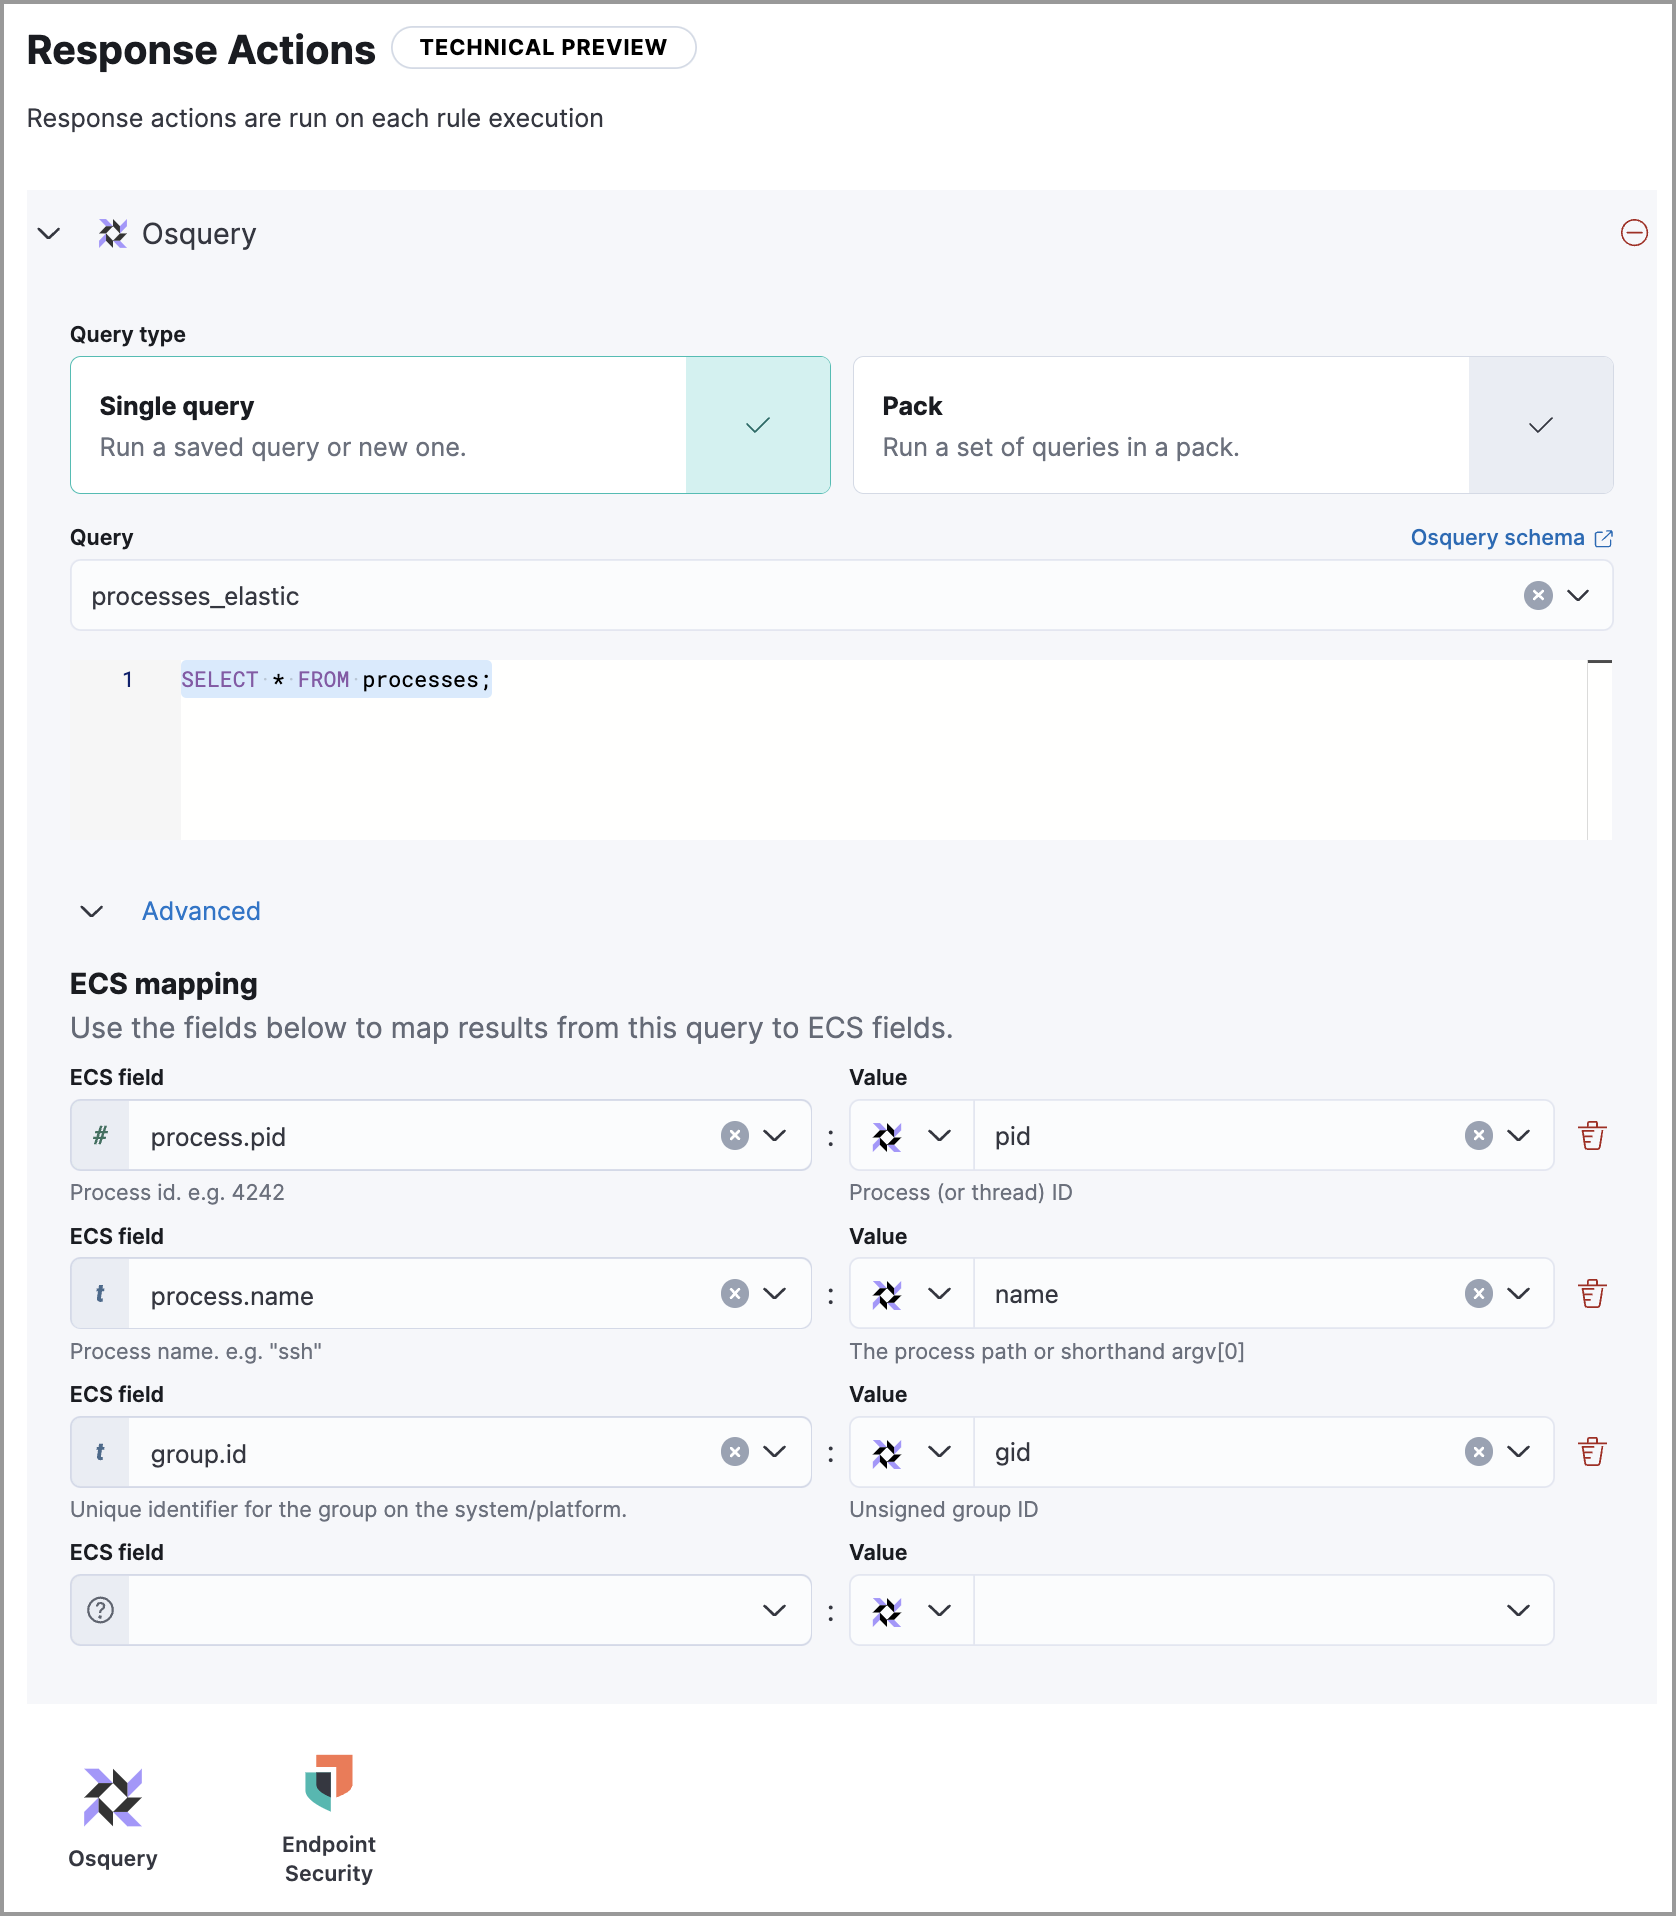 Response Actions TECHNICAL PREVIEW
Response actions are run on each rule execution
Osquery
Query type
Single query
Run a saved query or new one.
Pack
Run a set of queries in a pack.
Query
Osquery schema
processes_elastic
1 SELECT * FROM processes;
Advanced
ECS mapping
Use the fields below to map results from this query to ECS fields.
ECS field
Value
# process.pid : pid
Process id. e.g. 4242
Process (or thread) ID
ECS field
Value
t process.name : name
Process name. e.g. "ssh"
The process path or shorthand argv[0]
ECS field
Value
t group.id : gid
Unique identifier for the group on the system/platform.
Unsigned group ID
ECS field
Value
:
Osquery
Endpoint
Security